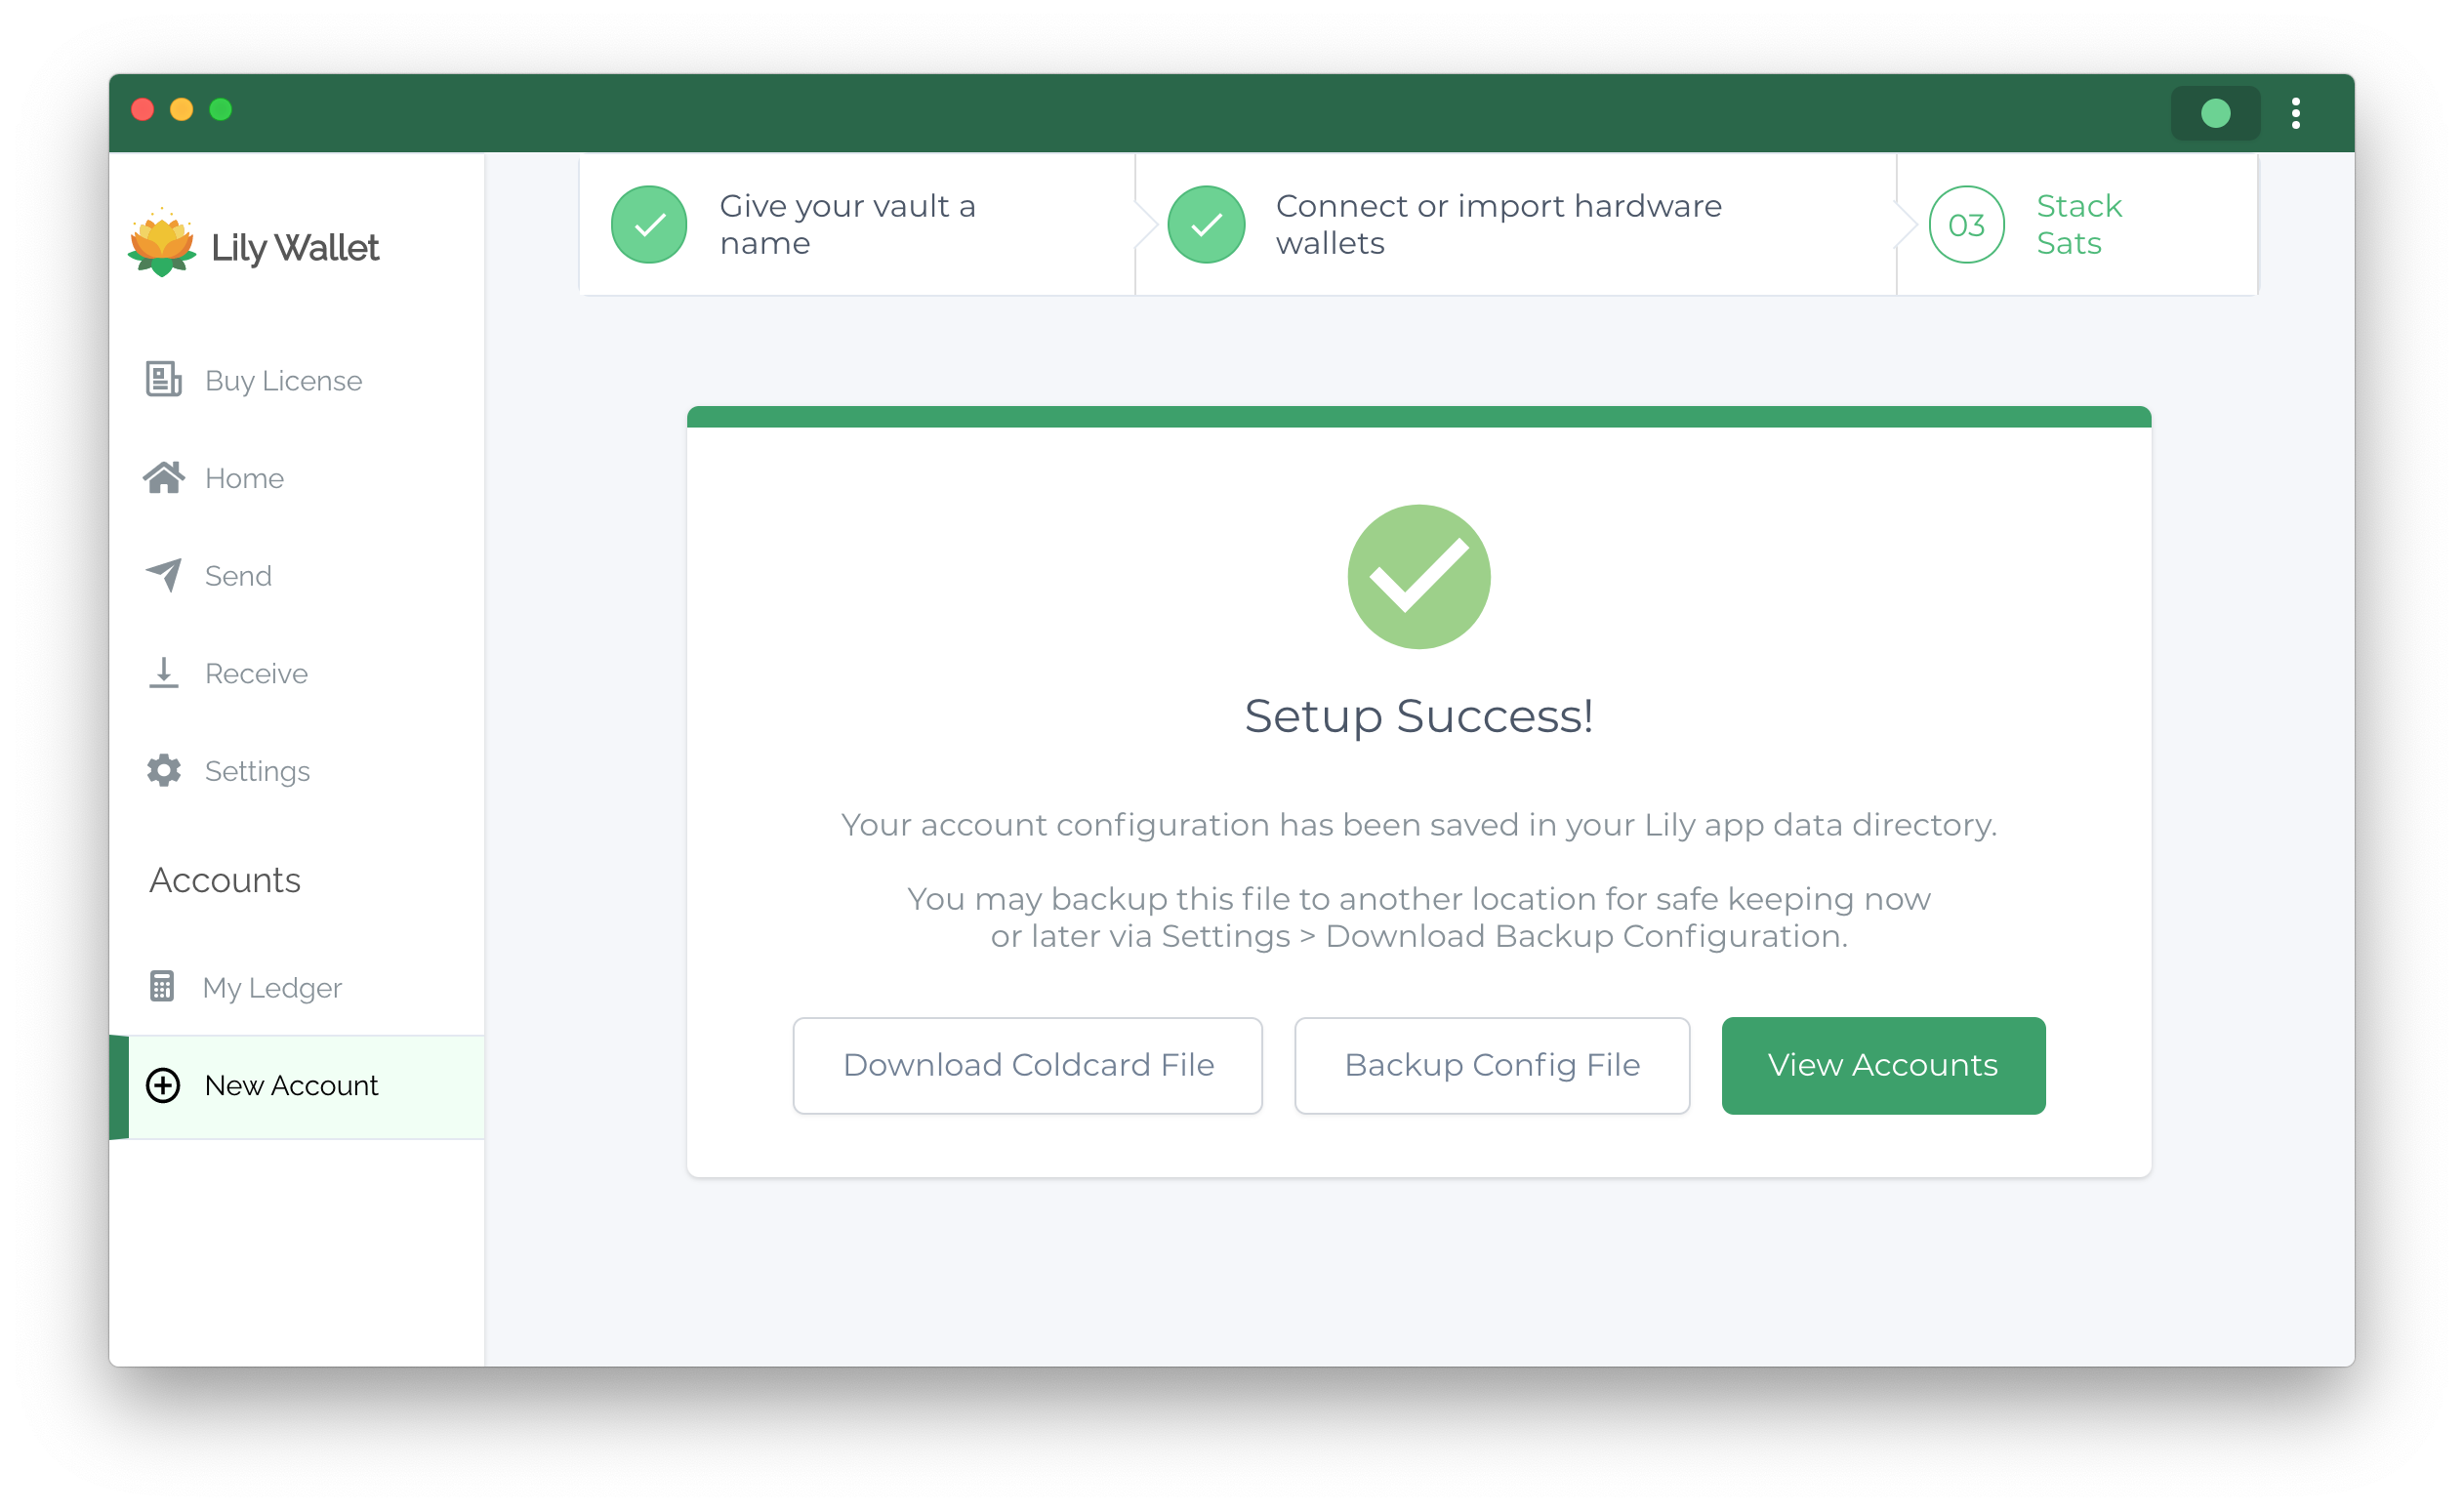 Lily Wallet
Buy License
Home
Send
Receive
Settings
Accounts
My Ledger
New Account
Give your vault a
name
Connect or import hardware
wallets
03
Stack
Sats
Setup Success!
Your account configuration has been saved in your Lily app data directory.
You may backup this file to another location for safe keeping now
or later via Settings > Download Backup Configuration.
Download Coldcard File
Backup Config File
View Accounts